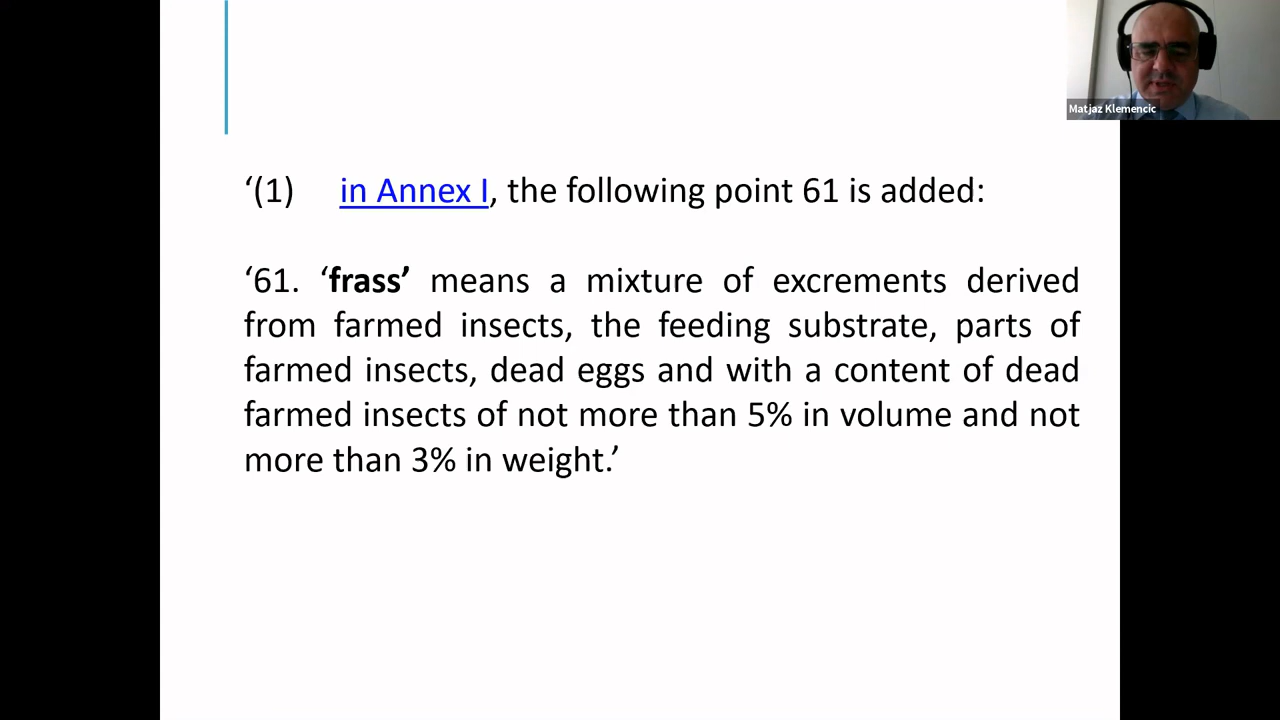 Matjaz Klemencic
‘(1) in Annex I, the following point 61 is added:
‘61. ‘frass’ means a mixture of excrements derived
from farmed insects, the feeding substrate, parts of
farmed insects, dead eggs and with a content of dead
farmed insects of not more than 5% in volume and not
more than 3% in weight.’